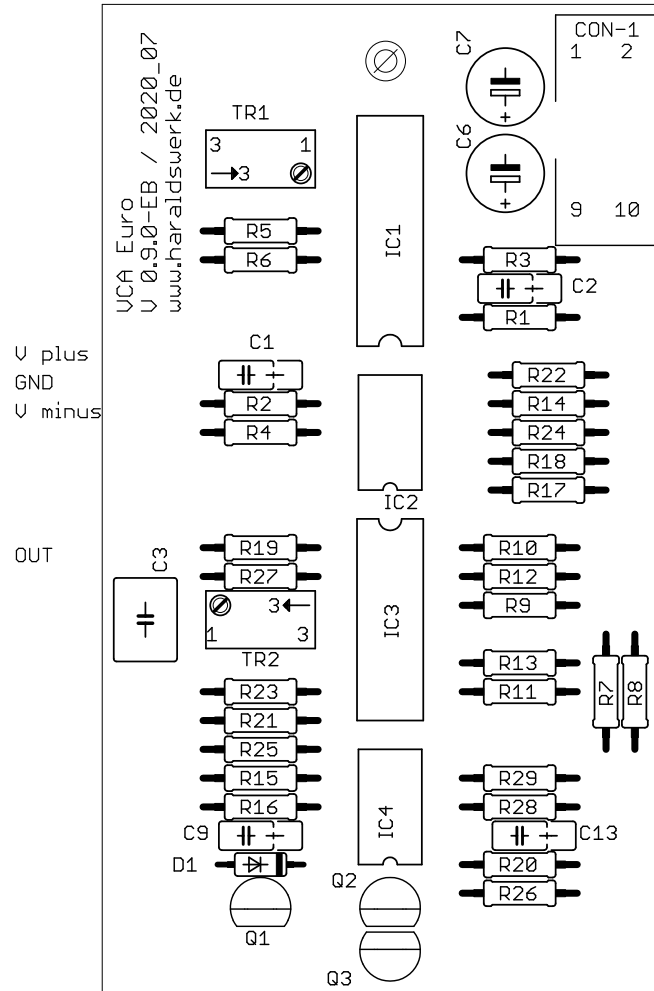 VCA Euro
V 0.9.0-EB / 2020_07
www.haraldswerk.de
CON-1
1 2
9 10
C7
C6
TR1
3 1
3
R5
R6
IC1
R3
C2
R1
V plus
GND
V minus
C1
R2
R4
R22
R14
R24
R18
R17
IC2
OUT
C3
R19
R27
3
1 3
TR2
IC3
R10
R12
R9
R13
R11
R7
R8
R23
R21
R25
R15
R16
C9
D1
Q1
IC4
R29
R28
C13
R20
R26
Q2
Q3